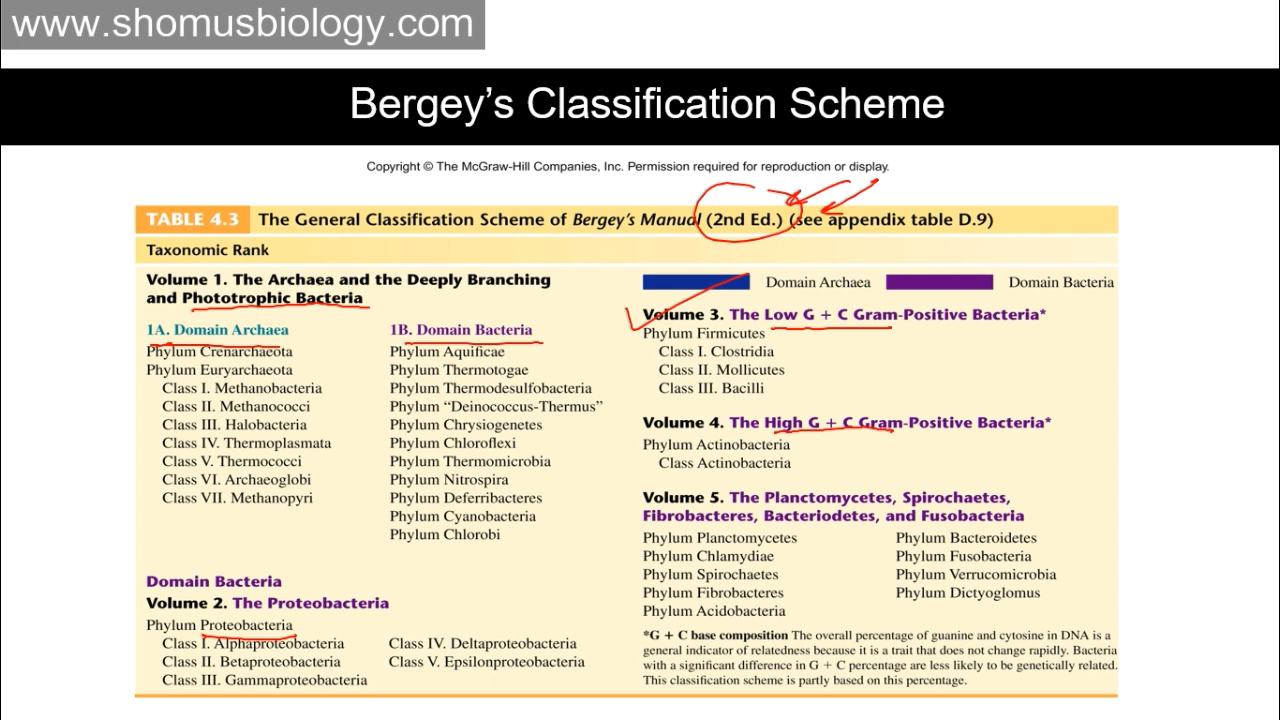 www.shomusbiology.com
Bergey's Classification Scheme
Copyright © The McGraw-Hill Companies, Inc. Permission required for reproduction or display.
TABLE 4.3 The General Classification Scheme of Bergey's Manual (2nd Ed.) (see appendix table D.9)
Taxonomic Rank
Volume 1. The Archaea and the Deeply Branching
and Phototrophic Bacteria
1A. Domain Archaea
Phylum Crenarchaeota
Phylum Euryarchaeota
Class I. Methanobacteria
Class II. Methanococci
Class III. Halobacteria
Class IV. Thermoplasmata
Class V. Thermococci
Class VI. Archaeoglobi
Class VII. Methanopyri
1B. Domain Bacteria
Phylum Aquificae
Phylum Thermotogae
Phylum Thermodesulfobacteria
Phylum “Deinococcus-Thermus”
Phylum Chrysiogenetes
Phylum Chloroflexi
Phylum Thermomicrobia
Phylum Nitrospira
Phylum Deferribacteres
Phylum Cyanobacteria
Phylum Chlorobi
Domain Bacteria
Volume 2. The Proteobacteria
Phylum Proteobacteria
Class I. Alphaproteobacteria
Class II. Betaproteobacteria
Class III. Gammaproteobacteria
Class IV. Deltaproteobacteria
Class V. Epsilonproteobacteria
Domain Archaea
Domain Bacteria
Volume 3. The Low G + C Gram-Positive Bacteria*
Phylum Firmicutes
Class I. Clostridia
Class II. Mollicutes
Class III. Bacilli
Volume 4. The High G + C Gram-Positive Bacteria*
Phylum Actinobacteria
Class Actinobacteria
Volume 5. The Planctomycetes, Spirochaetes,
Fibrobacteres, Bacteriodetes, and Fusobacteria
Phylum Planctomycetes
Phylum Chlamydiae
Phylum Spirochaetes
Phylum Fibrobacteres
Phylum Acidobacteria
Phylum Bacteroidetes
Phylum Fusobacteria
Phylum Verrucomicrobia
Phylum Dictyoglomus
*G + C base composition The overall percentage of guanine and cytosine in DNA is a
general indicator of relatedness because it is a trait that does not change rapidly. Bacteria
with a significant difference in G + C percentage are less likely to be genetically related.
This classification scheme is partly based on this percentage.